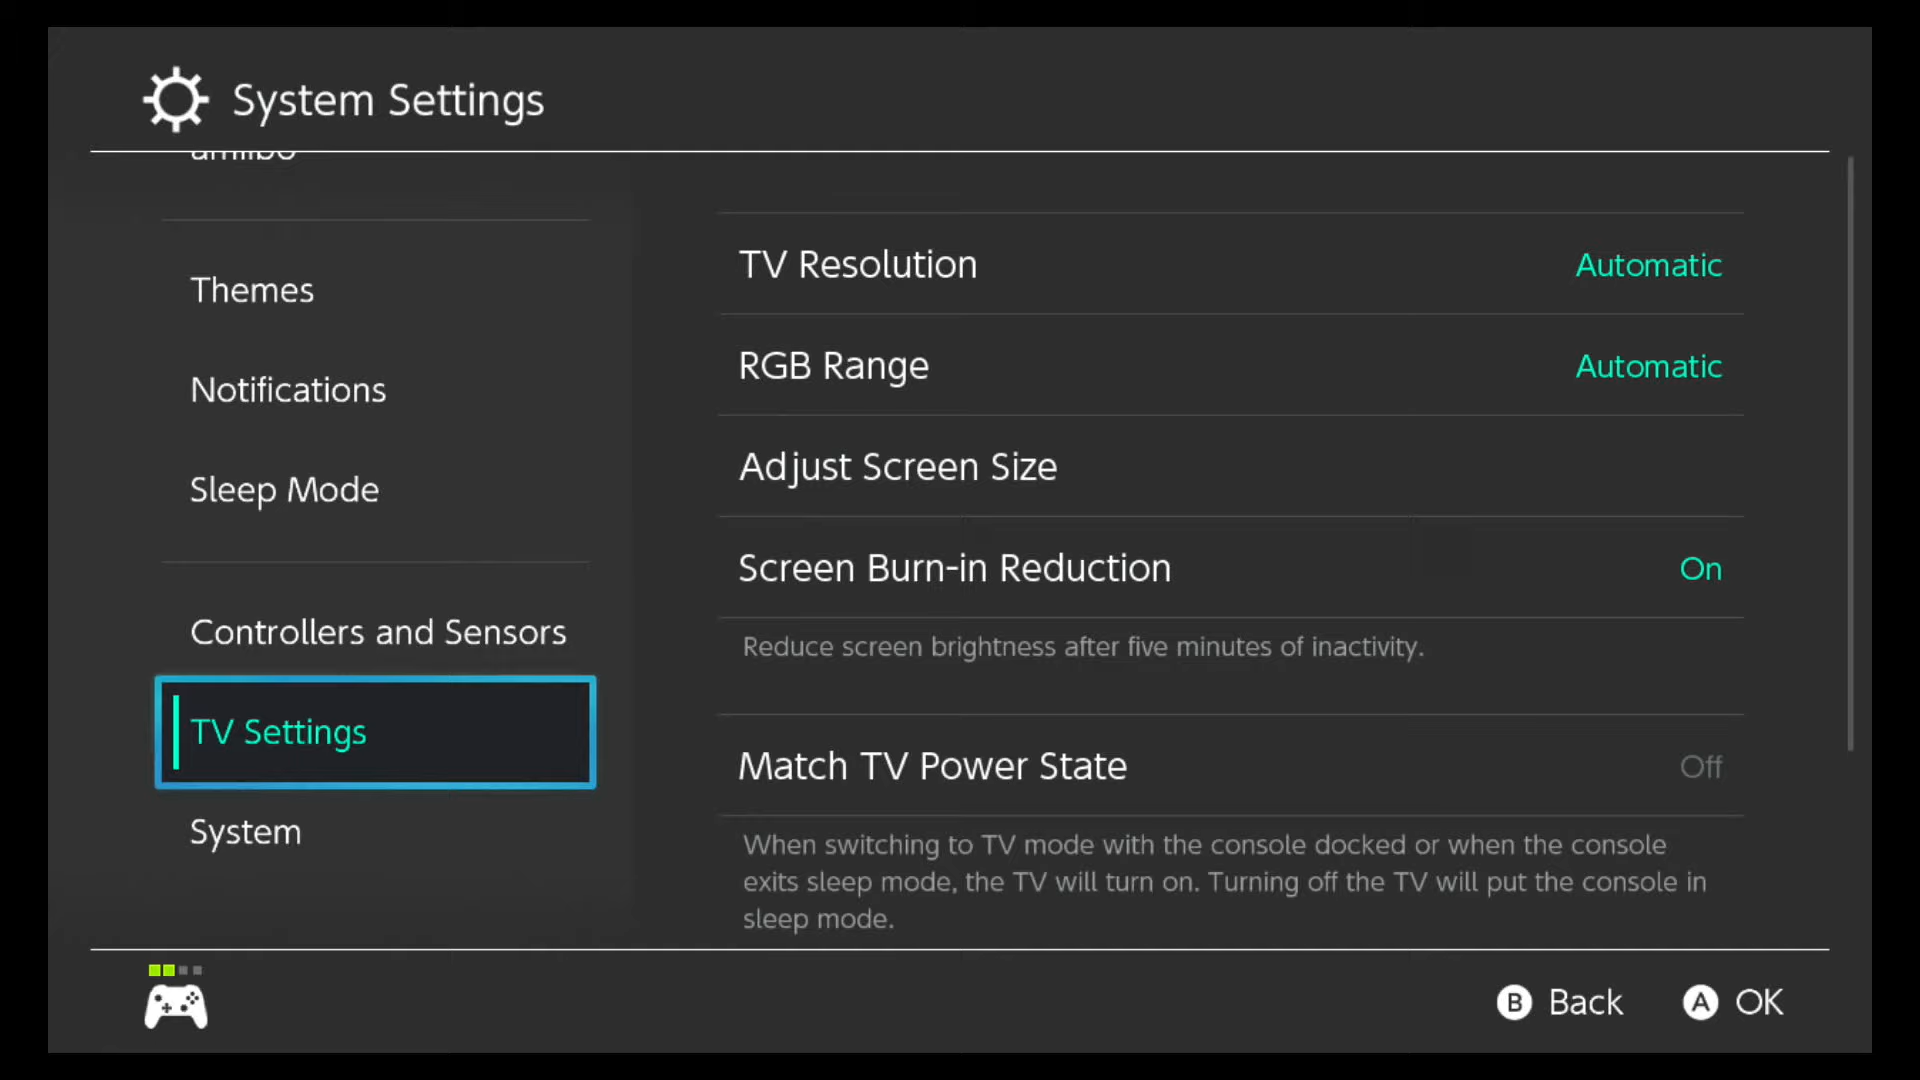 System Settings
amiibo
Themes
Notifications
Sleep Mode
Controllers and Sensors
TV Settings
System
TV Resolution Automatic
RGB Range Automatic
Adjust Screen Size
Screen Burn-in Reduction On
Reduce screen brightness after five minutes of inactivity.
Match TV Power State Off
When switching to TV mode with the console docked or when the console
exits sleep mode, the TV will turn on. Turning off the TV will put the console in
sleep mode.
B Back A OK